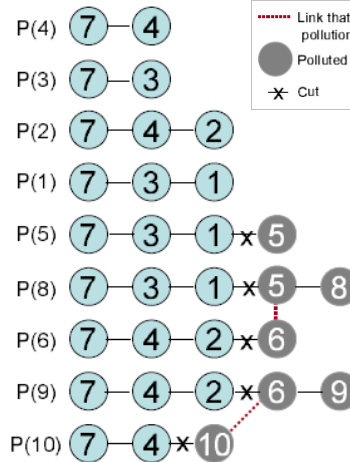 P(4) 7 4
P(3) 7 3
P(2) 7 4 2
P(1) 7 3 1
P(5) 7 3 1 x 5
P(8) 7 3 1 x 5 8
P(6) 7 4 2 x 6
P(9) 7 4 2 x 6 9
P(10) 7 4 x 10
Link that
pollution
Polluted
x Cut